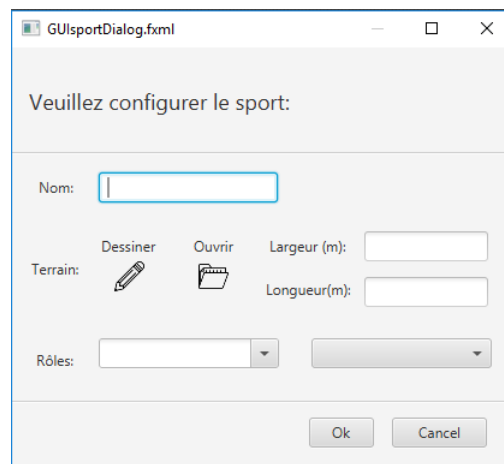 GUIsportDialog.fxml
Veuillez configurer le sport:
Nom:
Dessiner Ouvrir Largeur (m):
Terrain:
Longueur(m):
Rôles:
Ok Cancel